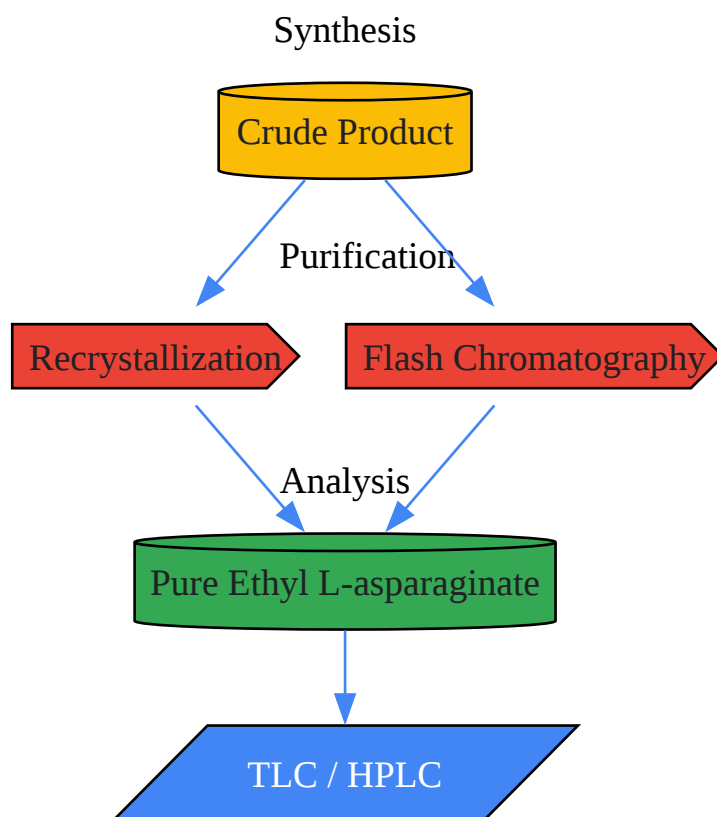 Synthesis
Crude Product
Purification
Recrystallization
Flash Chromatography
Analysis
Pure Ethyl L-asparaginate
TLC / HPLC